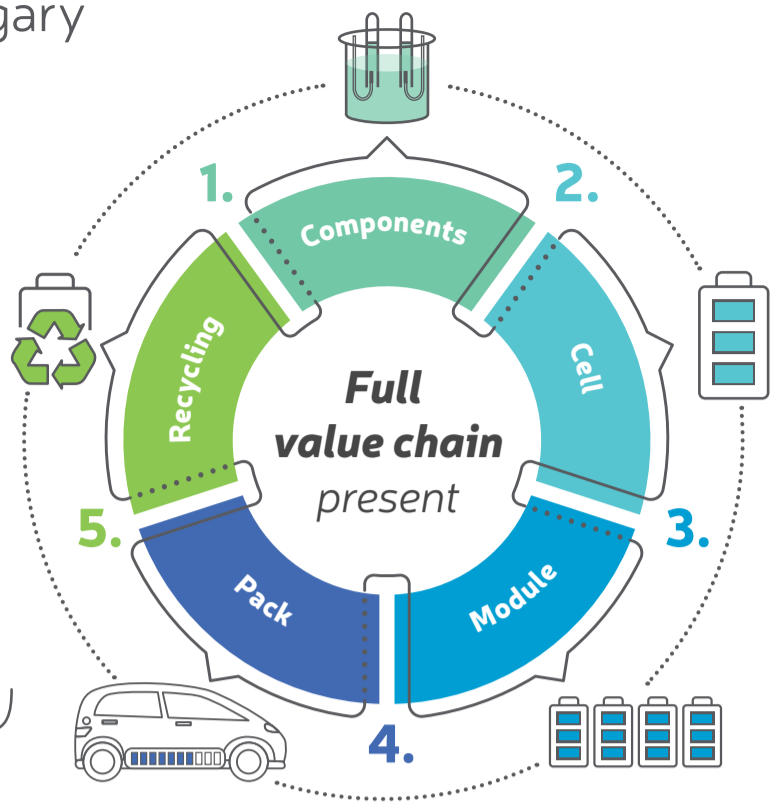 gary
1.
Components
2.
Cell
3.
Module
4.
Pack
5.
Recycling
Full
value chain
present